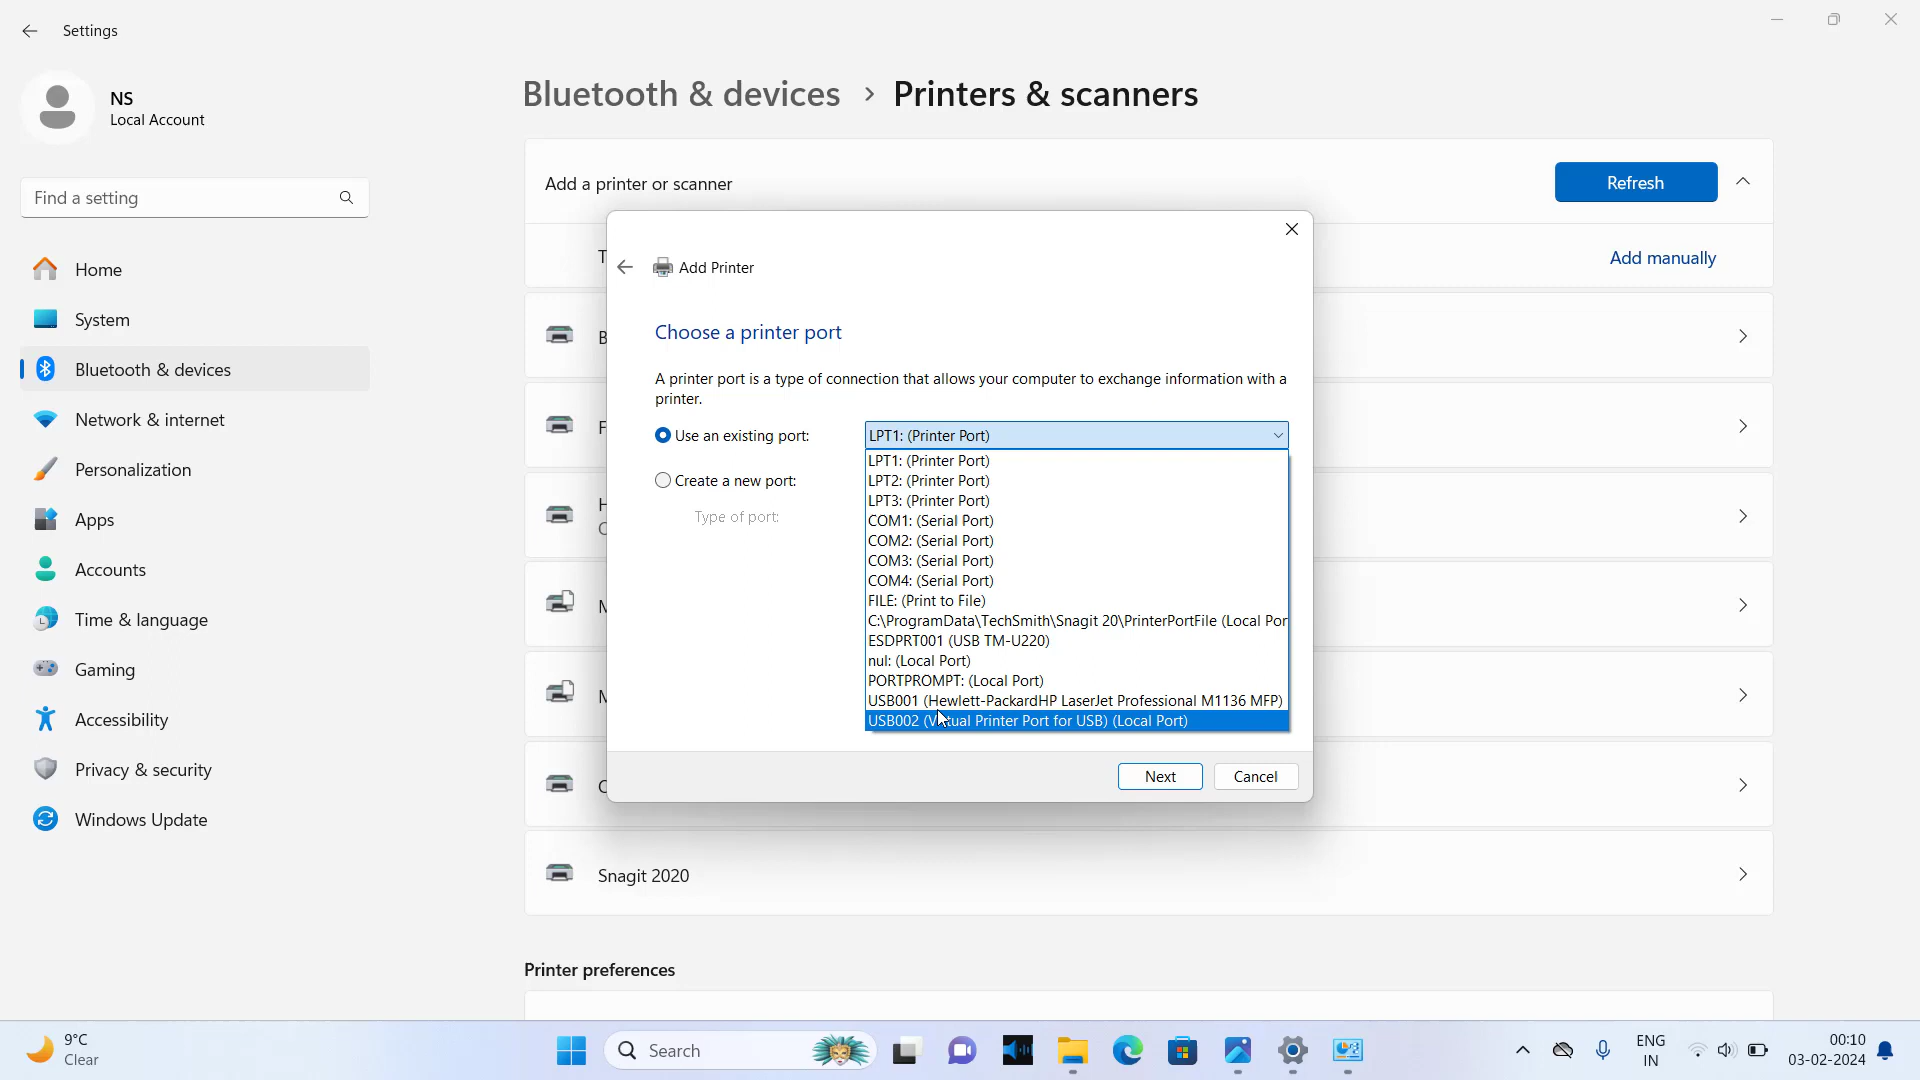 Settings
NS
Local Account
Find a setting
Home
System
Bluetooth & devices
Network & internet
Personalization
Apps
Accounts
Time & language
Gaming
Accessibility
Privacy & security
Windows Update
Bluetooth & devices > Printers & scanners
Add a printer or scanner
Refresh
T
Add manually
B
F
H
C
M
M
C
Snagit 2020
Printer preferences
Add Printer
Choose a printer port
A printer port is a type of connection that allows your computer to exchange information with a
printer.
Use an existing port:
LPT1: (Printer Port)
Create a new port:
Type of port:
LPT1: (Printer Port)
LPT2: (Printer Port)
LPT3: (Printer Port)
COM1: (Serial Port)
COM2: (Serial Port)
COM3: (Serial Port)
COM4: (Serial Port)
FILE: (Print to File)
C:\ProgramData\TechSmith\Snagit 20\PrinterPortFile (Local Por
ESDPRT001 (USB TM-U220)
nul: (Local Port)
PORTPROMPT: (Local Port)
USB001 (Hewlett-PackardHP LaserJet Professional M1136 MFP)
USB002 (Virtual Printer Port for USB) (Local Port)
Next
Cancel
9°C
Clear
Search
ENG
IN
00:10
03-02-2024